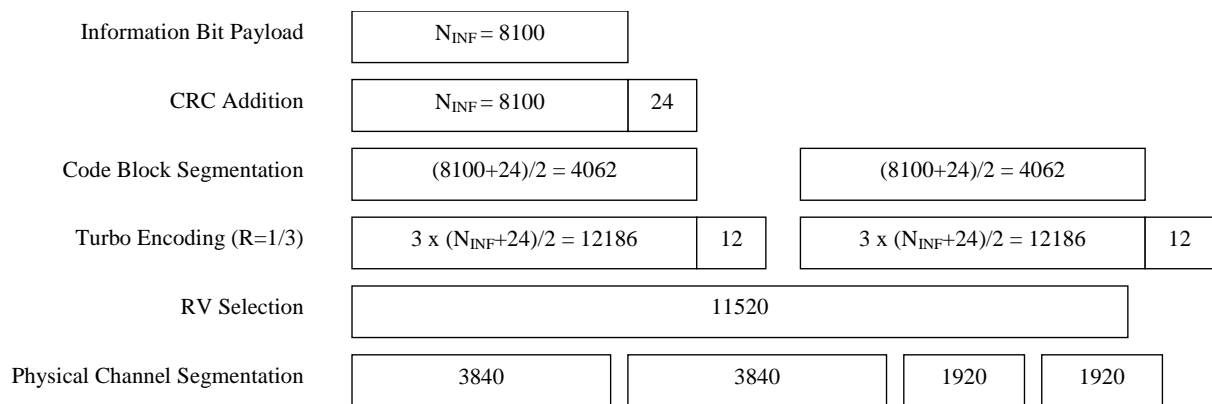 Information Bit Payload N_INF = 8100
CRC Addition N_INF = 8100 24
Code Block Segmentation (8100+24)/2 = 4062 (8100+24)/2 = 4062
Turbo Encoding (R=1/3) 3 x (N_INF+24)/2 = 12186 12 3 x (N_INF+24)/2 = 12186 12
RV Selection 11520
Physical Channel Segmentation 3840 3840 1920 1920